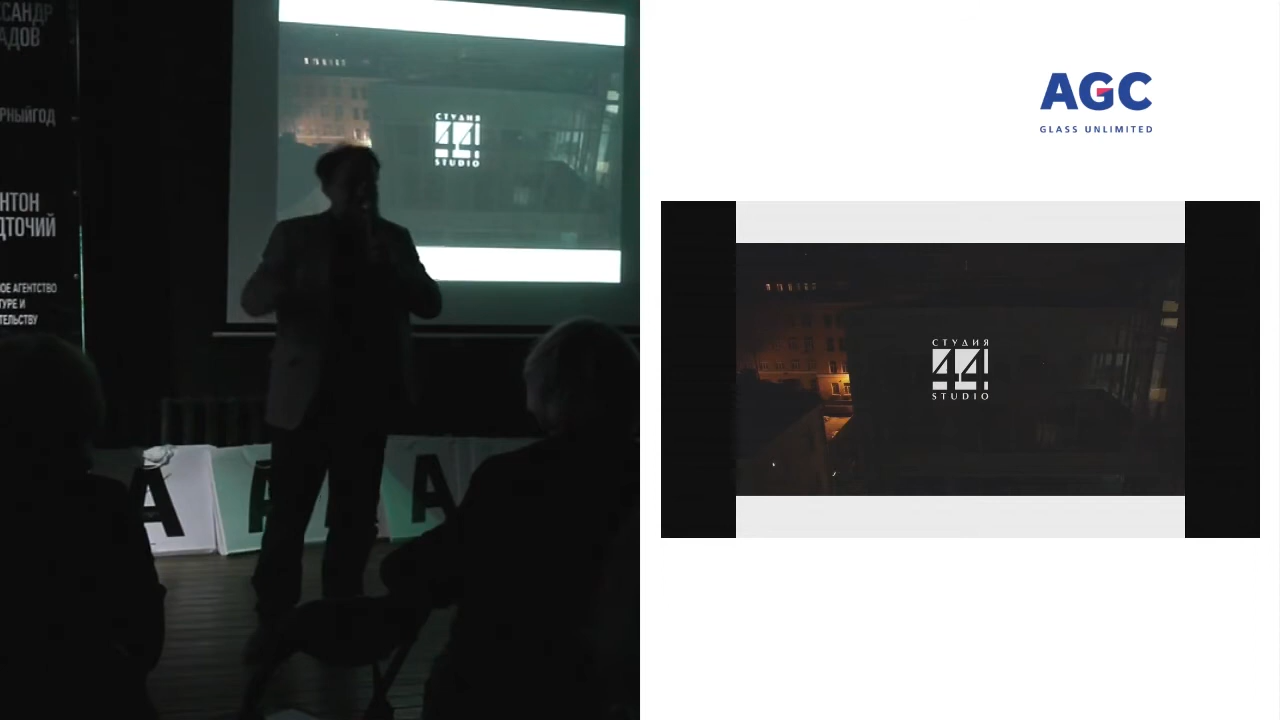 САНДР
АДОВ
РНЫЙГОД
НТОН
ДТОЧИЙ
ОЕ АГЕНТСТВО
ТУРЕ И
ТЕЛЬСТВУ
СТУДИЯ
44
STUDIO
A
A
A
AGC
GLASS UNLIMITED
СТУДИЯ
44
STUDIO